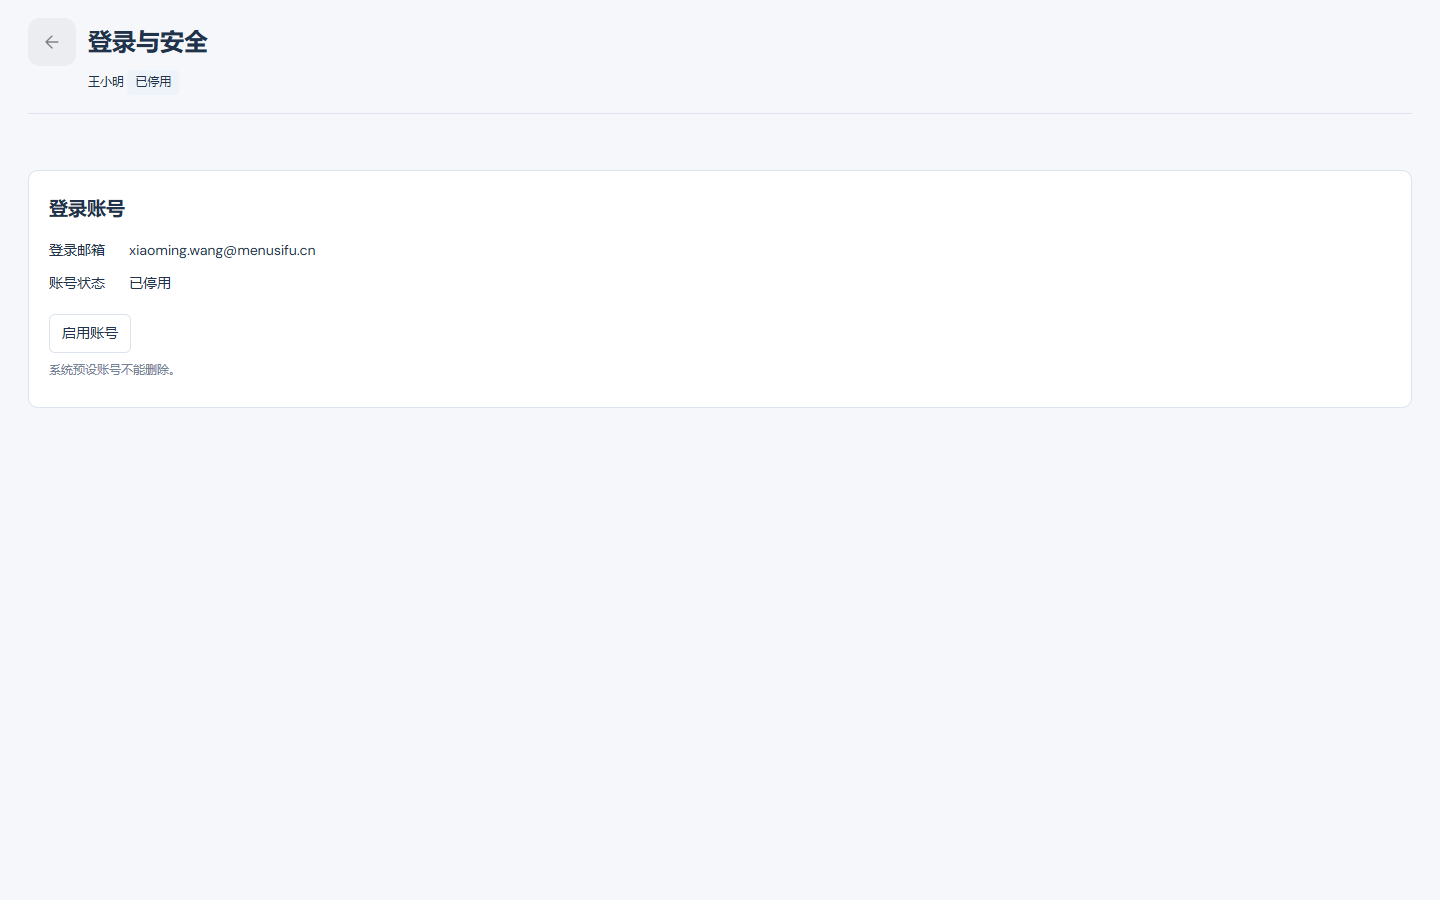 登录与安全
王小明 已停用
登录账号
登录邮箱 xiaoming.wang@menusifu.cn
账号状态 已停用
启用账号
系统预设账号不能删除。